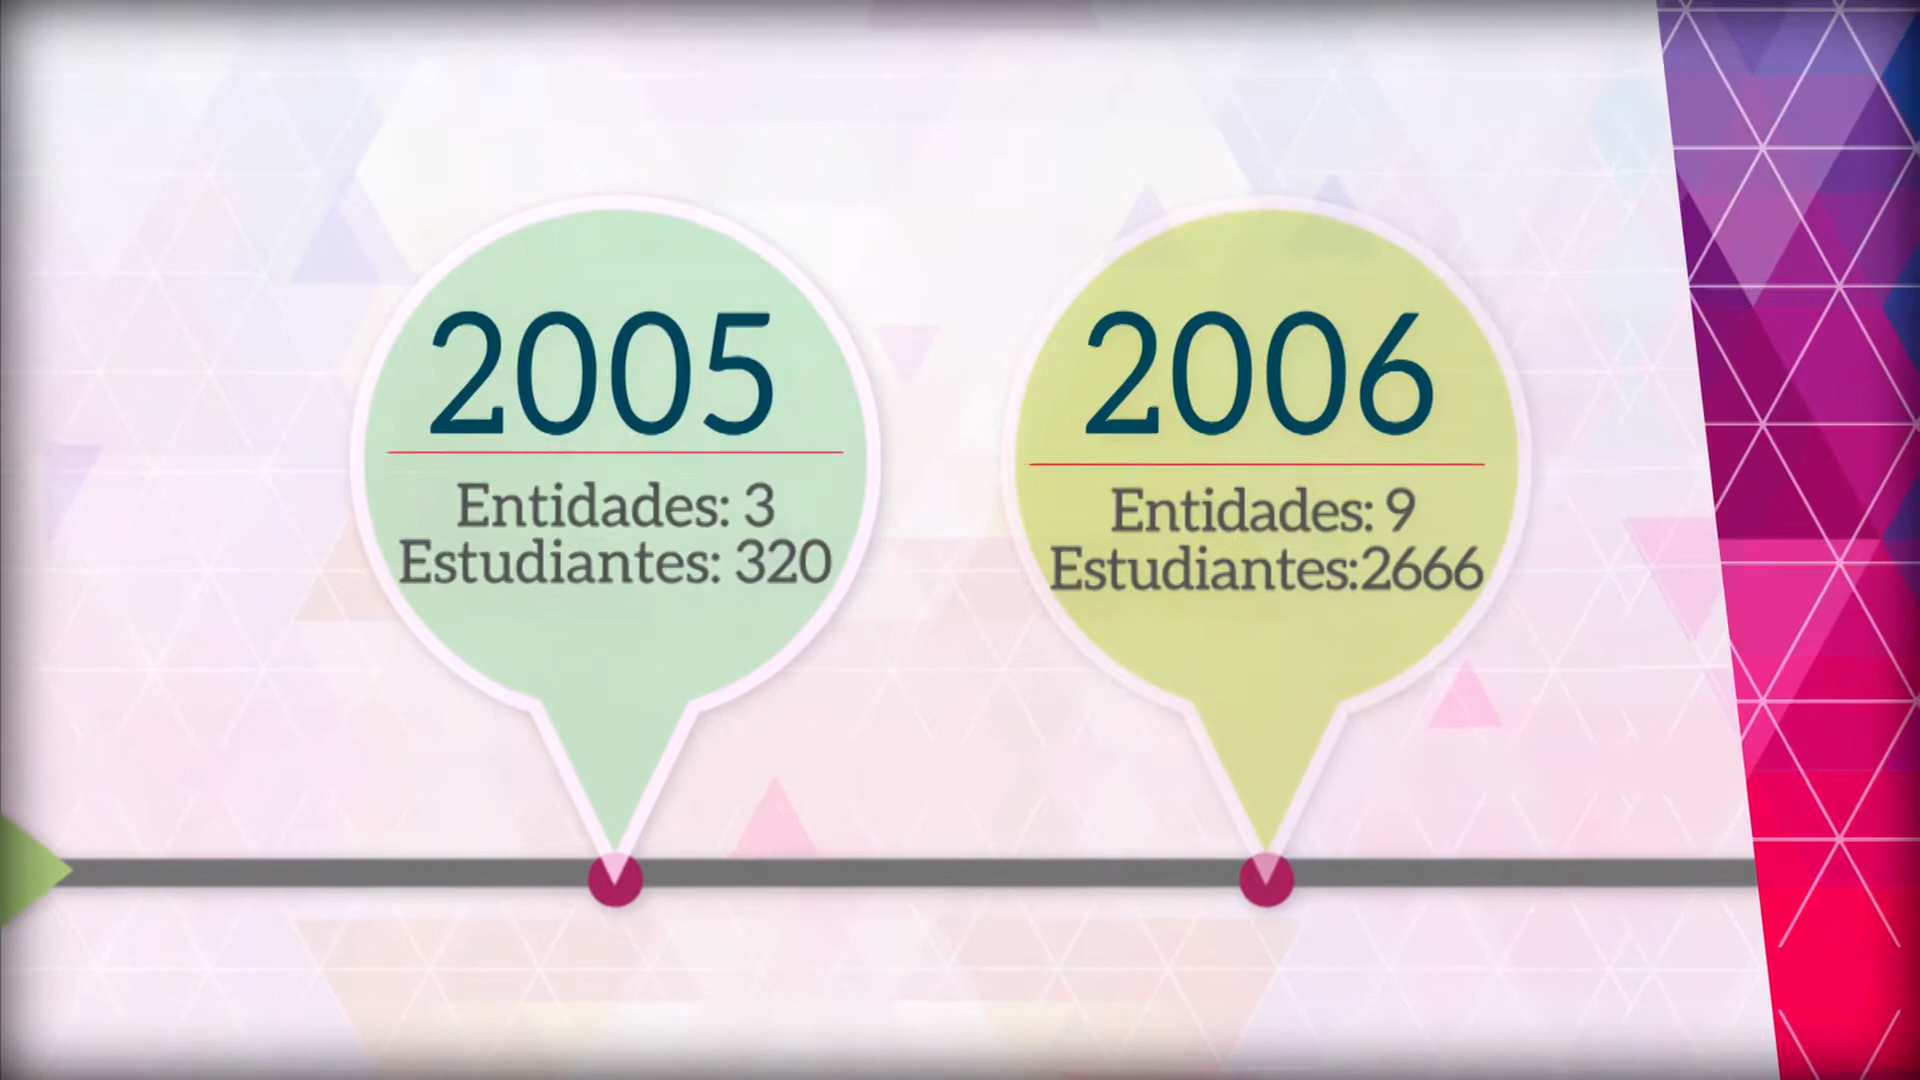 2005
Entidades: 3
Estudiantes: 320
2006
Entidades: 9
Estudiantes:2666